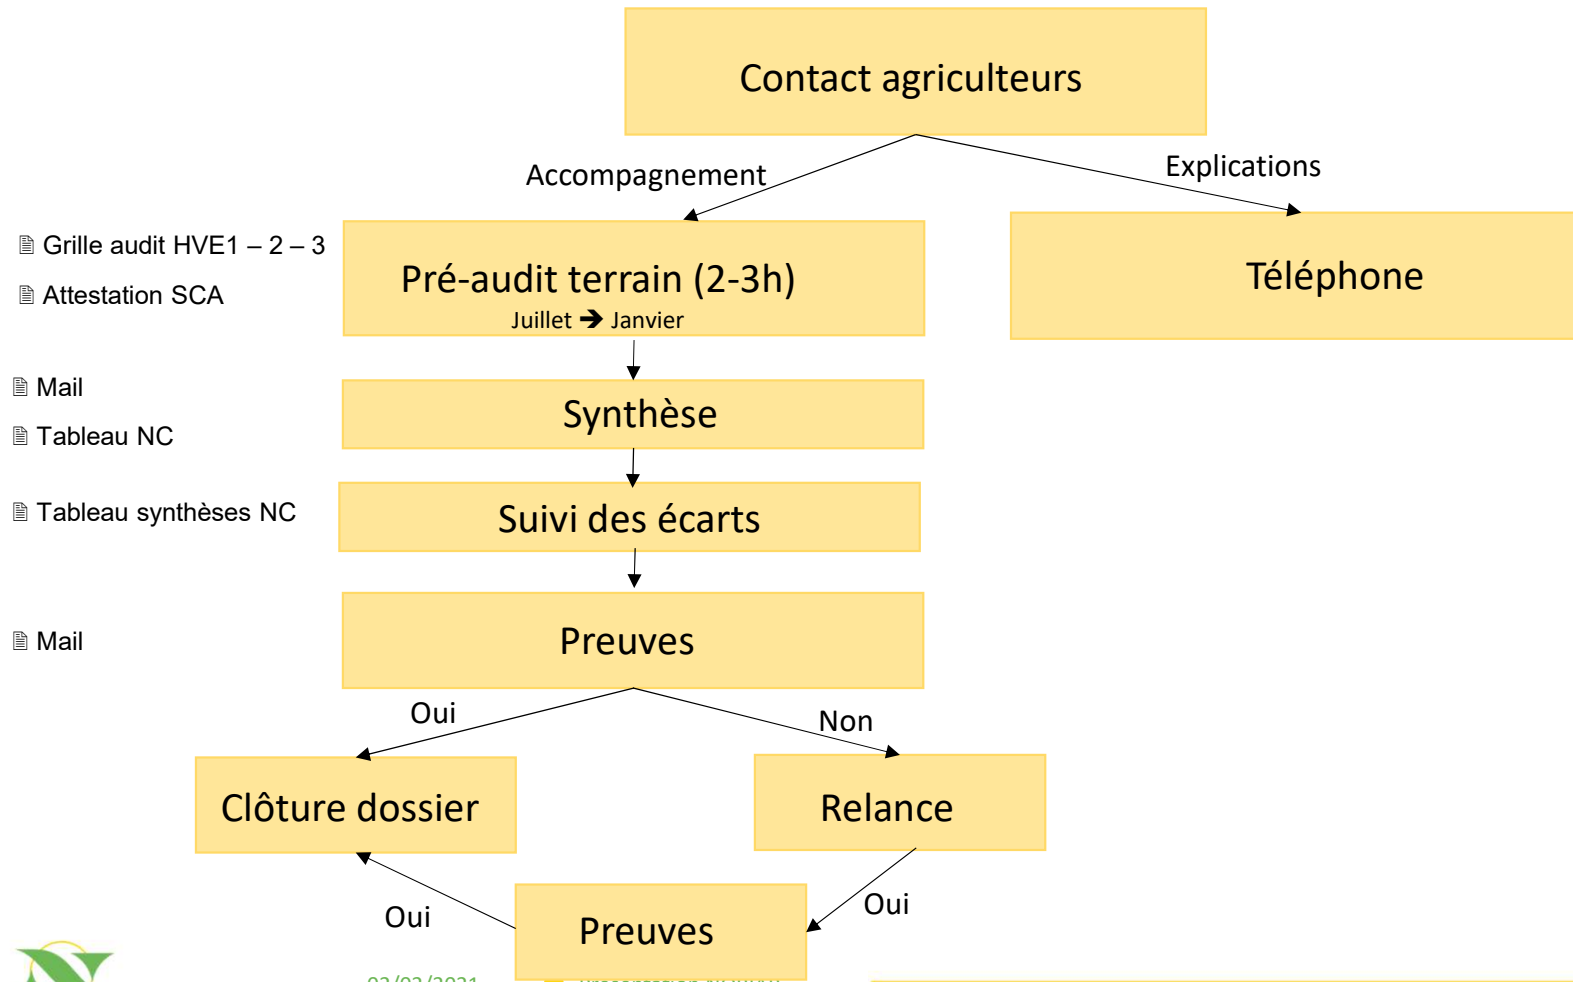 Contact agriculteurs
Accompagnement
Explications
Grille audit HVE1 – 2 – 3
Attestation SCA
Pré-audit terrain (2-3h)
Juillet ➔ Janvier
Téléphone
Mail
Tableau NC
Synthèse
Tableau synthèses NC
Suivi des écarts
Mail
Preuves
Oui
Non
Clôture dossier
Relance
Oui
Oui
Preuves